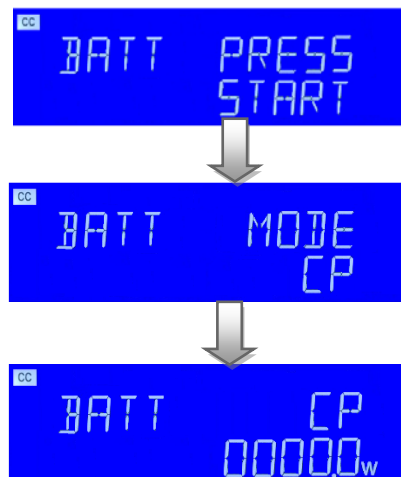 CC
BATT PRESS
START
CC
BATT MODE
CP
CC
BATT CP
0000.0w